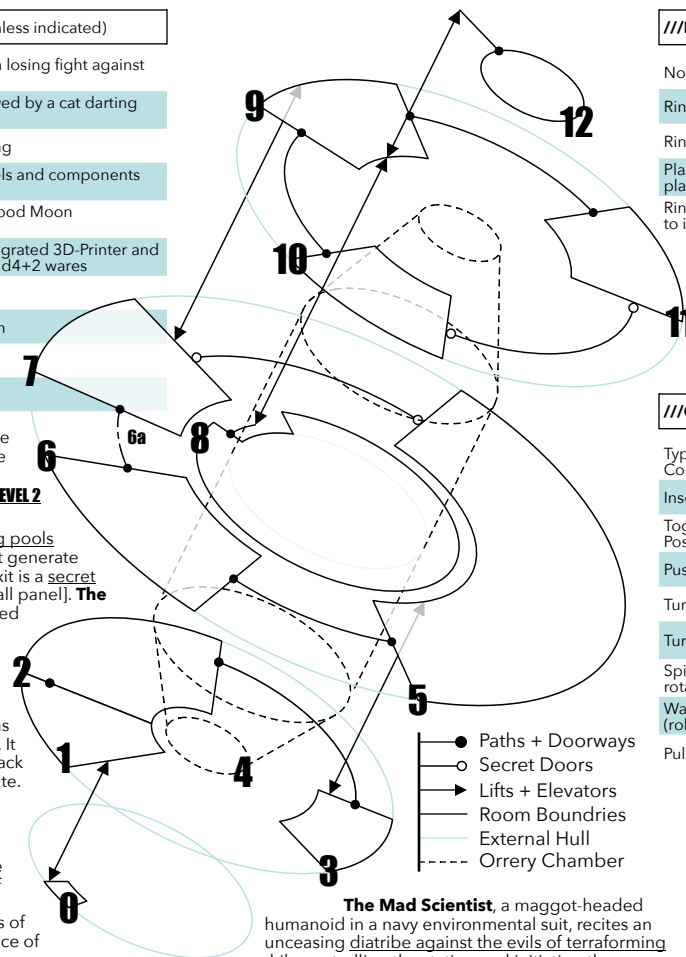 less indicated)
a losing fight against
ed by a cat darting
g
ls and components
ood Moon
grated 3D-Printer and
d4+2 wares
n
e
e
EVEL 2
g pools
t generate
xit is a secret
all panel]. The
ed
as
. It
ack
te.
e
s of
ce of
9
12
10
11
7
6a
8
6
5
2
1
4
3
0
Paths + Doorways
Secret Doors
Lifts + Elevators
Room Boundries
External Hull
Orrery Chamber
The Mad Scientist, a maggot-headed
humanoid in a navy environmental suit, recites an
unceasing diatribe against the evils of terraforming
///
No
Rin
Rin
Pla
pla
Rin
to i
///
Typ
Co
Inse
Tog
Pos
Pus
Tur
Tur
Spi
rota
Wa
(rol
Pul